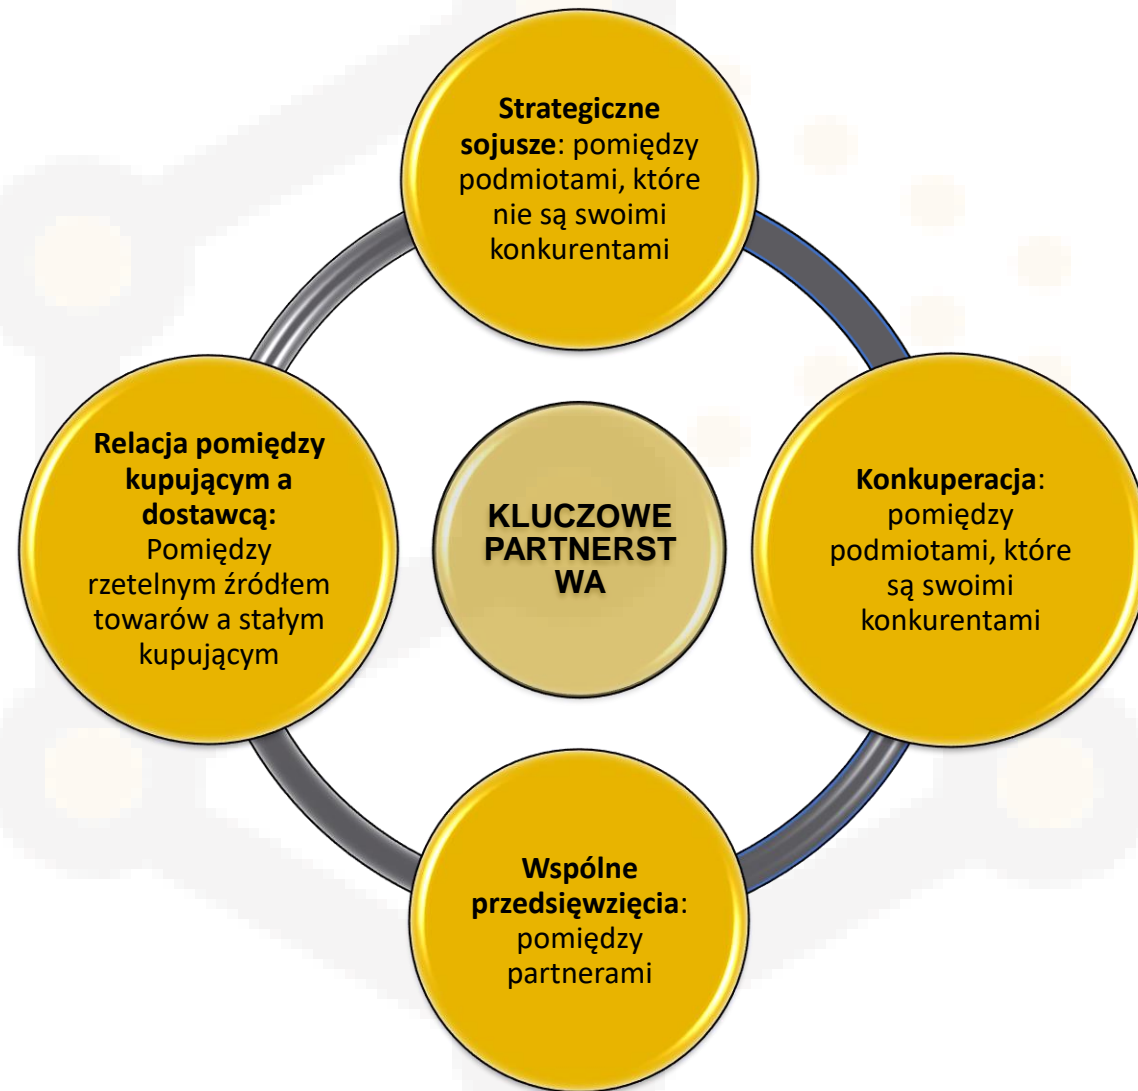 Strategiczne
sojusze: pomiędzy
podmiotami, które
nie są swoimi
konkurentami
Relacja pomiędzy
kupującym a
dostawcą:
Pomiędzy
rzetelnym źródłem
towarów a stałym
kupującym
KLUCZOWE
PARTNERST
WA
Konkuperacja:
pomiędzy
podmiotami, które
są swoimi
konkurentami
Wspólne
przedsięwzięcia:
pomiędzy
partnerami